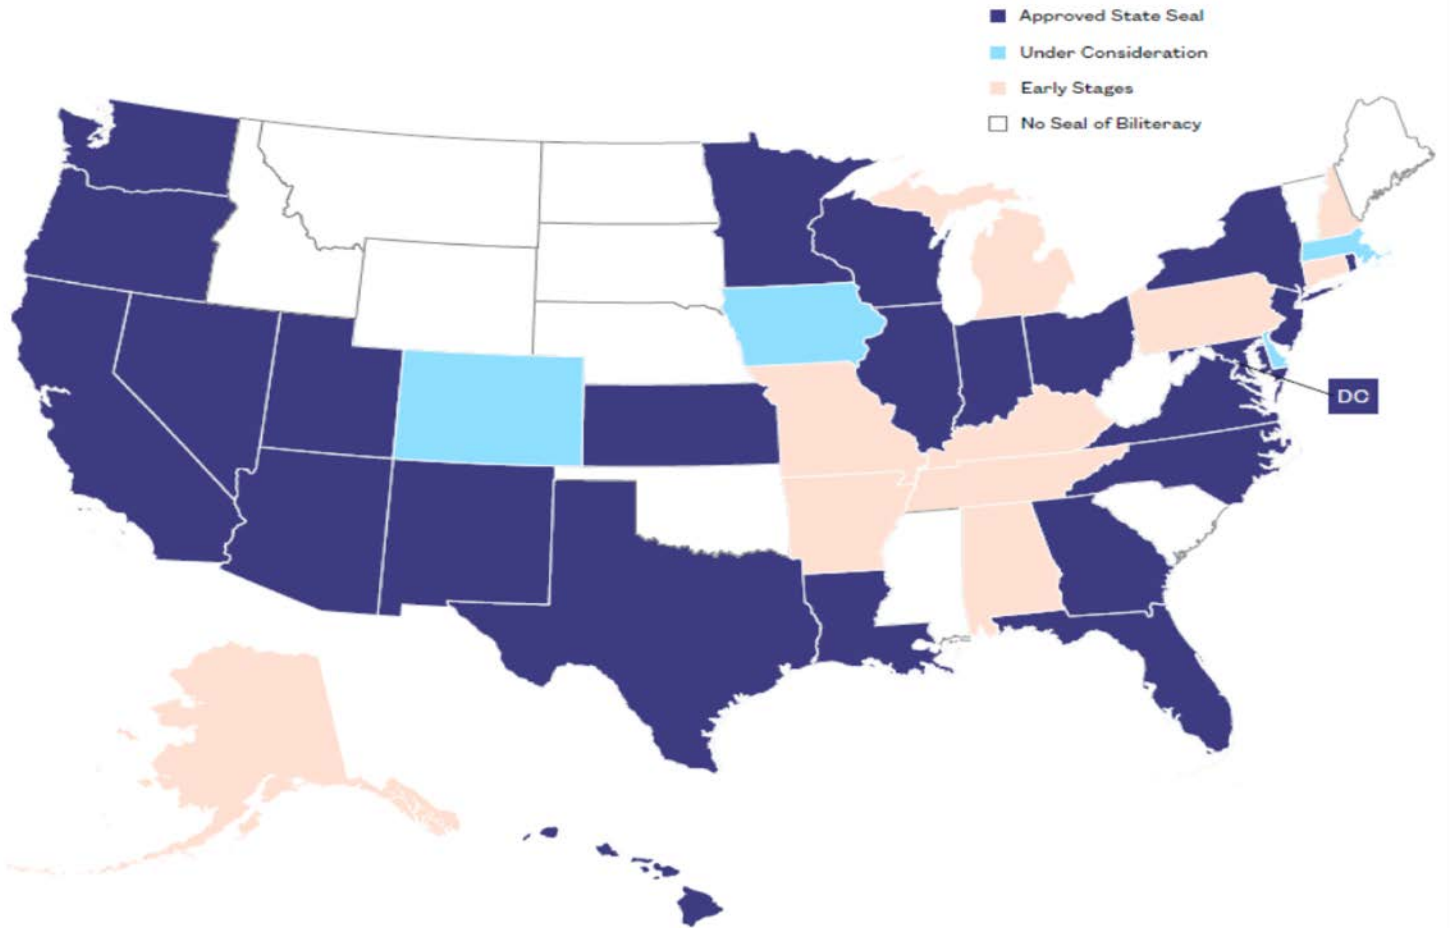 Approved State Seal
Under Consideration
Early Stages
No Seal of Biliteracy
DC